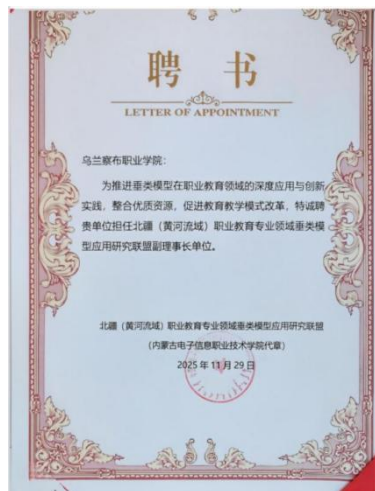 聘 书
LETTER OF APPOINTMENT
乌兰察布职业学院：
为推进垂类模型在职业教育领域的深度应用与创新
实践，整合优质资源，促进教育教学模式改革，特诚聘
贵单位担任北疆（黄河流域）职业教育专业领域垂类模
型应用研究联盟副理事长单位。
北疆（黄河流域）职业教育专业领域垂类模型应用研究联盟
（内蒙古电子信息职业技术学院代章）
2025年11月29日